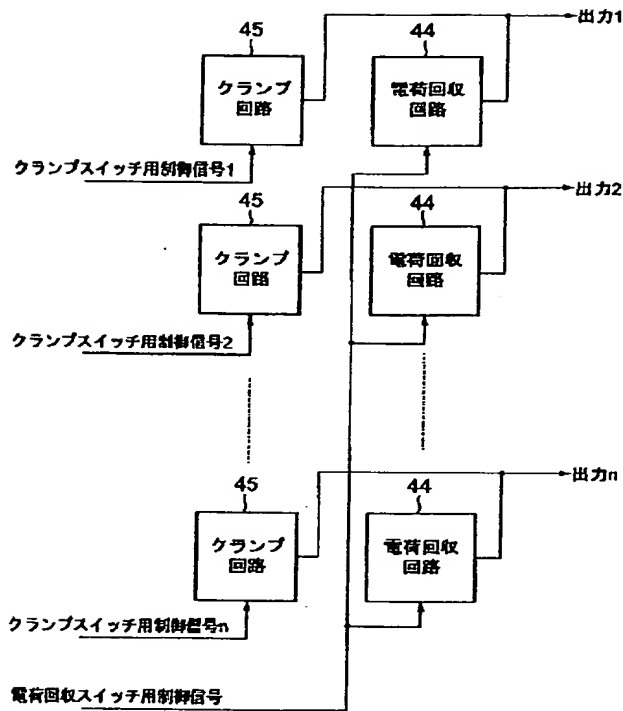 45
クランプ
回路
44
電荷回収
回路
出力1
クランプスイッチ用制御信号1
45
クランプ
回路
44
電荷回収
回路
出力2
クランプスイッチ用制御信号2
45
クランプ
回路
44
電荷回収
回路
出力n
クランプスイッチ用制御信号n
電荷回収スイッチ用制御信号